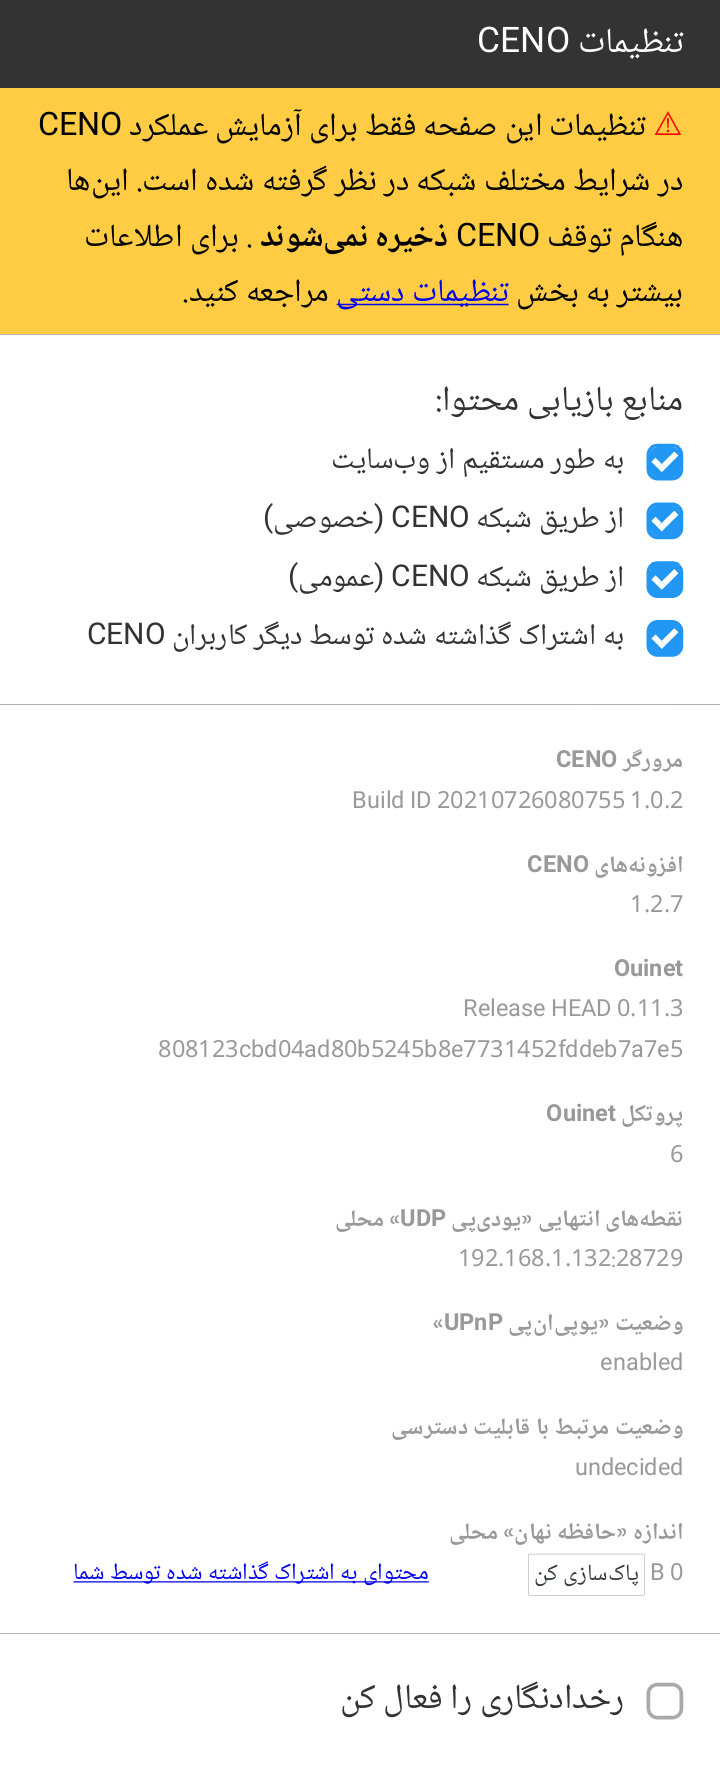 تنظیمات CENO
⚠ تنظیمات این صفحه فقط برای آزمایش عملکرد CENO
در شرایط مختلف شبکه در نظر گرفته شده است. این‌ها
هنگام توقف CENO ذخیره نمی‌شوند . برای اطلاعات
بیشتر به بخش تنظیمات دستی مراجعه کنید.
منابع بازیابی محتوا:
به طور مستقیم از وب‌سایت
از طریق شبکه CENO (خصوصی)
از طریق شبکه CENO (عمومی)
به اشتراک گذاشته شده توسط دیگر کاربران CENO
مرورگر CENO
1.0.2 Build ID 20210726080755
افزونه‌های CENO
1.2.7
Ouinet
0.11.3 Release HEAD
808123cbd04ad80b5245b8e7731452fddeb7a7e5
پروتکل Ouinet
6
نقطه‌های انتهایی «یودی‌پی UDP» محلی
192.168.1.132:28729
وضعیت «یوپی‌ان‌پی UPnP»
enabled
وضعیت مرتبط با قابلیت دسترسی
undecided
اندازه «حافظه نهان» محلی
0 B پاک‌سازی کن محتوای به اشتراک گذاشته شده توسط شما
رخدادنگاری را فعال کن